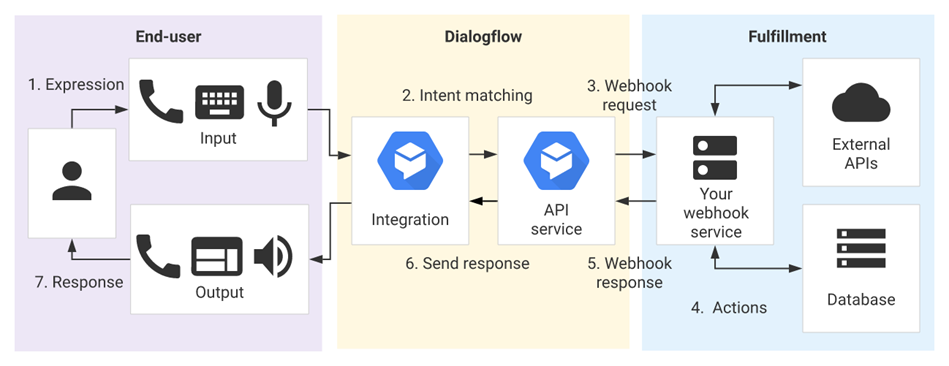 End-user
Dialogflow
Fulfillment
1. Expression
Input
2. Intent matching
3. Webhook
request
External
APIs
Integration
API
service
Your
webhook
service
7. Response
Output
6. Send response
5. Webhook
response
4. Actions
Database